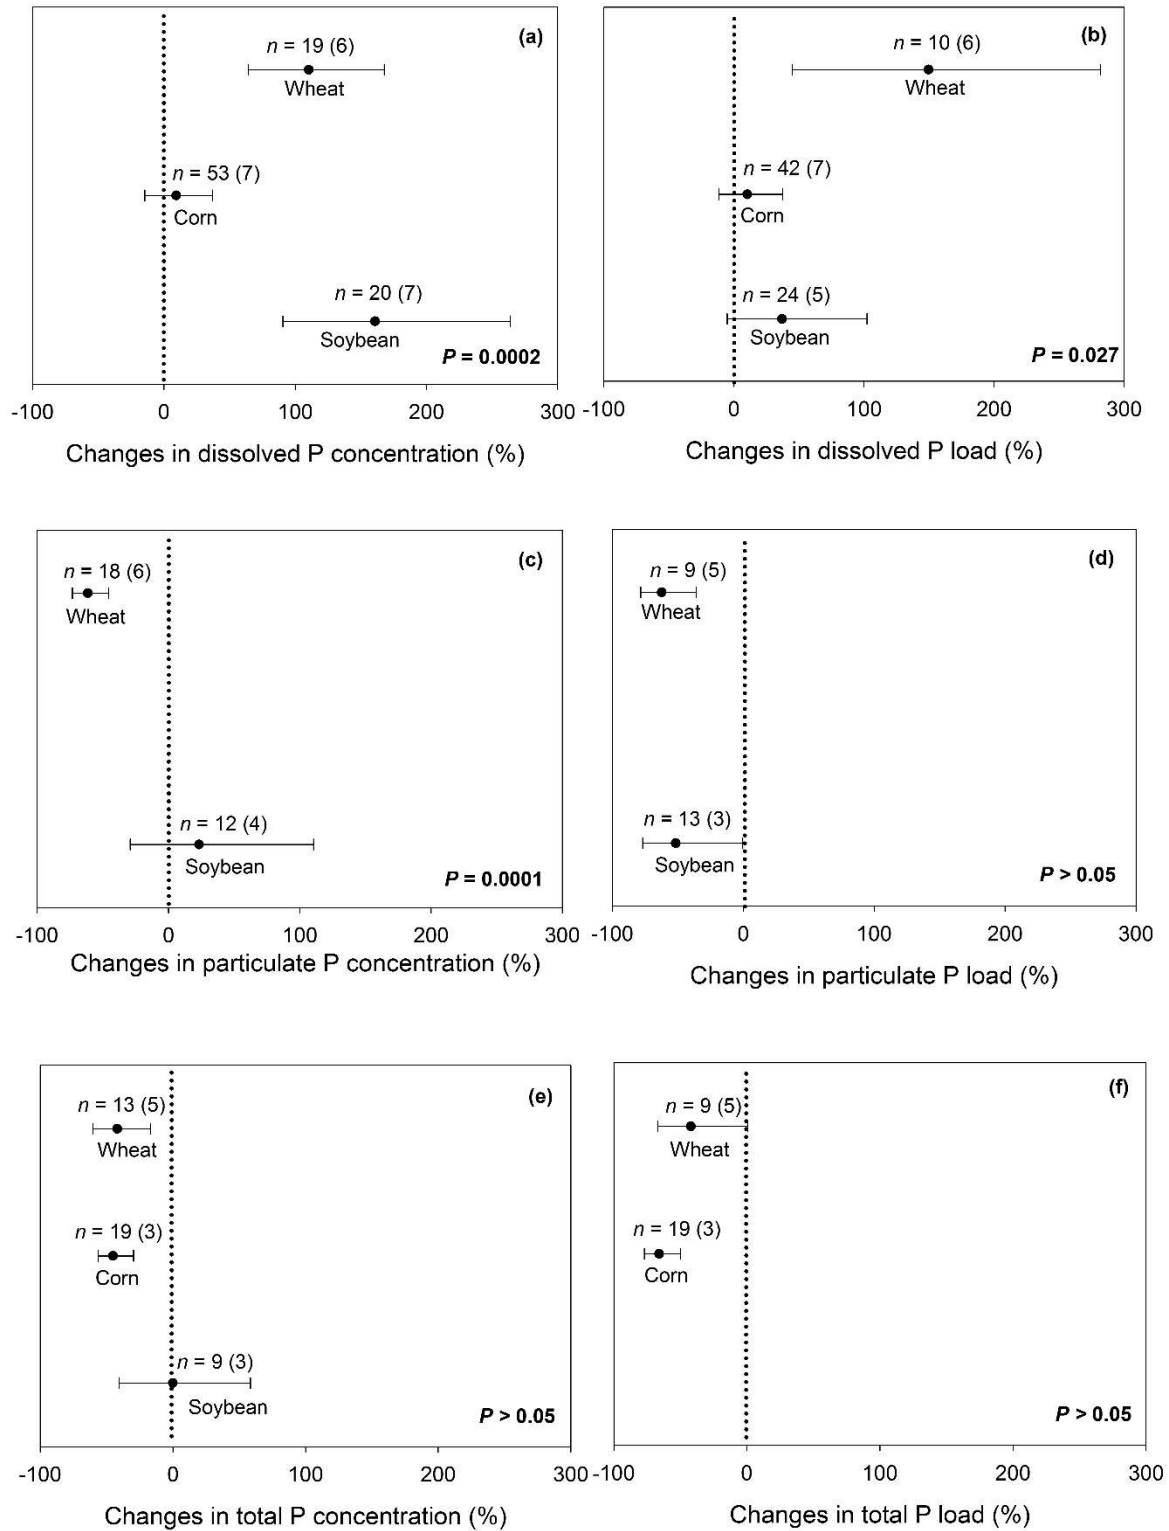 (a)
n = 19 (6)
Wheat
n = 53 (7)
Corn
n = 20 (7)
Soybean
P = 0.0002
-100 0 100 200 300
Changes in dissolved P concentration (%)
(b)
n = 10 (6)
Wheat
n = 42 (7)
Corn
n = 24 (5)
Soybean
P = 0.027
-100 0 100 200 300
Changes in dissolved P load (%)
(c)
n = 18 (6)
Wheat
n = 12 (4)
Soybean
P = 0.0001
-100 0 100 200 300
Changes in particulate P concentration (%)
(d)
n = 9 (5)
Wheat
n = 13 (3)
Soybean
P > 0.05
-100 0 100 200 300
Changes in particulate P load (%)
(e)
n = 13 (5)
Wheat
n = 19 (3)
Corn
n = 9 (3)
Soybean
P > 0.05
-100 0 100 200 300
Changes in total P concentration (%)
(f)
n = 9 (5)
Wheat
n = 19 (3)
Corn
P > 0.05
-100 0 100 200 300
Changes in total P load (%)